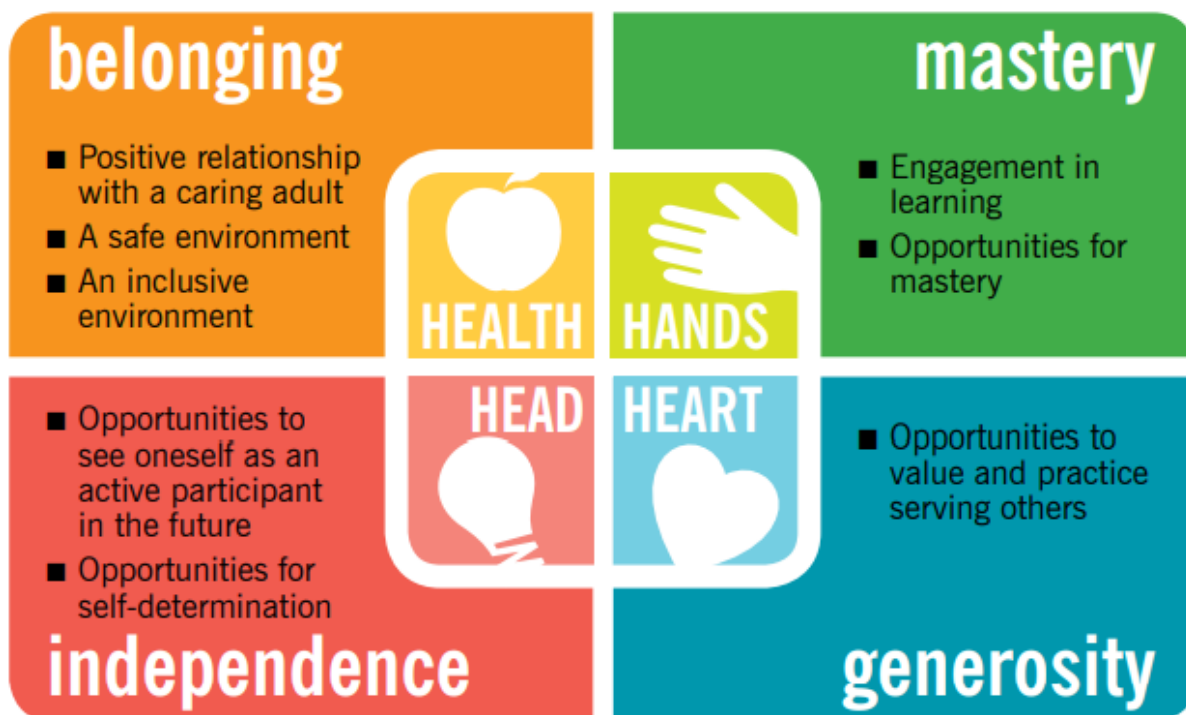 belonging
■ Positive relationship
with a caring adult
■ A safe environment
■ An inclusive
environment
mastery
■ Engagement in
learning
■ Opportunities for
mastery
HEALTH
HANDS
HEAD
HEART
■ Opportunities to
see oneself as an
active participant
in the future
■ Opportunities for
self-determination
independence
■ Opportunities to
value and practice
serving others
generosity